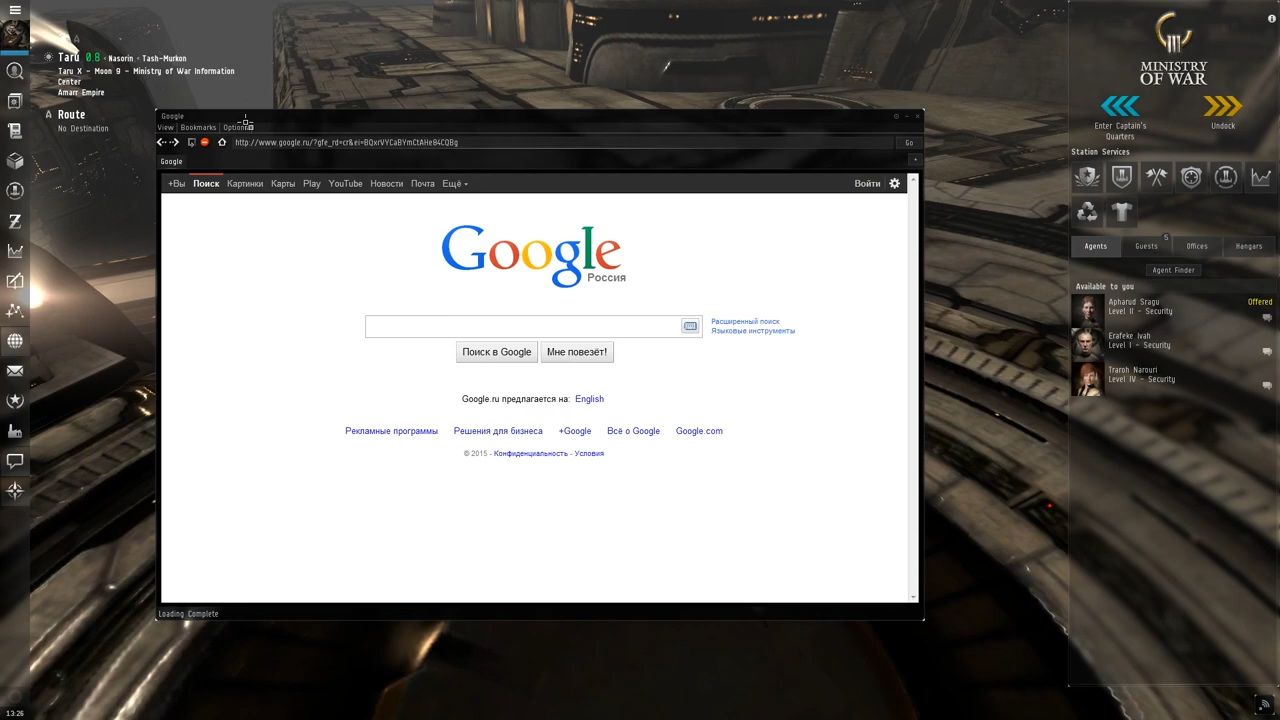 Taru 0.8 · Nasorin · Tash-Murkon
Taru X - Moon 9 - Ministry of War Information
Center
Amarr Empire
Route
No Destination
Google
View | Bookmarks | Options
http://www.google.ru/?gfe_rd=cr&ei=BQxrVYCaBYmCtAHe84CQBg
Go
Google
+Вы Поиск Картинки Карты Play YouTube Новости Почта Ещё
Войти
Google
Россия
Расширенный поиск
Языковые инструменты
Поиск в Google
Мне повезёт!
Google.ru предлагается на: English
Рекламные программы Решения для бизнеса +Google Всё о Google Google.com
© 2015 - Конфиденциальность - Условия
Loading Complete
13:26
MINISTRY
OF WAR
Enter Captain's
Quarters
Undock
Station Services
5
Agents Guests Offices Hangars
Agent Finder
Available to you
Apharud Sragu Offered
Level II - Security
Erafeke Ivah
Level I - Security
Traroh Narouri
Level IV - Security